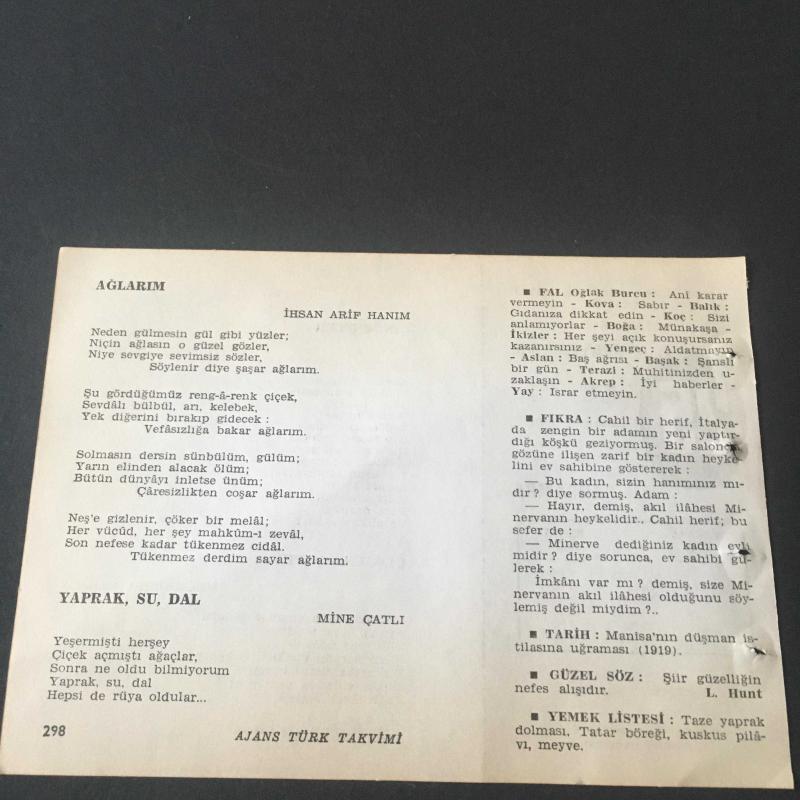 AĞLARIM
İHSAN ARİF HANIM
Neden gülmesin gül gibi yüzler;
Niçin ağlasın o güzel gözler,
Niye sevgiye sevimsiz sözler,
Söylenir diye şaşar ağlarım.
Şu gördüğümüz reng-â-renk çiçek,
Sevdâlı bülbül, arı, kelebek,
Yek diğerini bırakıp gidecek :
Vefâsızlığa bakar ağlarım.
Solmasın dersin sünbülüm, gülüm;
Yarın elinden alacak ölüm;
Bütün dünyâyı inletse ünüm;
Çâresizlikten coşar ağlarım.
Neş'e gizlenir, çöker bir melâl;
Her vücûd, her şey mahkûm-ı zevâl,
Son nefese kadar tükenmez cidâl.
Tükenmez derdim sayar ağlarım.
YAPRAK, SU, DAL
MİNE ÇATLI
Yeşermişti herşey
Çiçek açmıştı ağaçlar,
Sonra ne oldu bilmiyorum
Yaprak, su, dal
Hepsi de rüya oldular...
298
AJANS TÜRK TAKVİMİ
■ FAL Oğlak Burcu : Ani karar
vermeyin - Kova : Sabır - Balık :
Gıdanıza dikkat edin - Koç : Sizi
anlamıyorlar - Boğa : Münakaşa -
İkizler : Her şeyi açık konuşursanız
kazanırsınız - Yengeç : Aldatmayın
- Aslan : Baş ağrısı - Başak : Şanslı
bir gün - Terazi : Muhitinizden u-
zaklaşın - Akrep : İyi haberler -
Yay : Israr etmeyin.
■ FIKRA : Cahil bir herif, İtalya-
da zengin bir adamın yeni yaptır-
dığı köşkü geziyormuş. Bir salonda
gözüne ilişen zarif bir kadın heyke-
lini ev sahibine göstererek :
— Bu kadın, sizin hanımınız mı-
dır ? diye sormuş. Adam :
— Hayır, demiş, akıl ilâhesi Mi-
nervanın heykelidir.. Cahil herif; bu
sefer de :
— Minerve dediğiniz kadın evli
midir ? diye sorunca, ev sahibi gü-
lerek :
İmkânı var mı ? demiş, size Mi-
nervanın akıl ilâhesi olduğunu söy-
lemiş değil miydim ?..
■ TARİH : Manisa'nın düşman is-
tilasına uğraması (1919).
■ GÜZEL SÖZ : Şiir güzelliğin
nefes alışıdır.
L. Hunt
■ YEMEK LİSTESİ : Taze yaprak
dolması, Tatar böreği, kuskus pilâ-
vı, meyve.